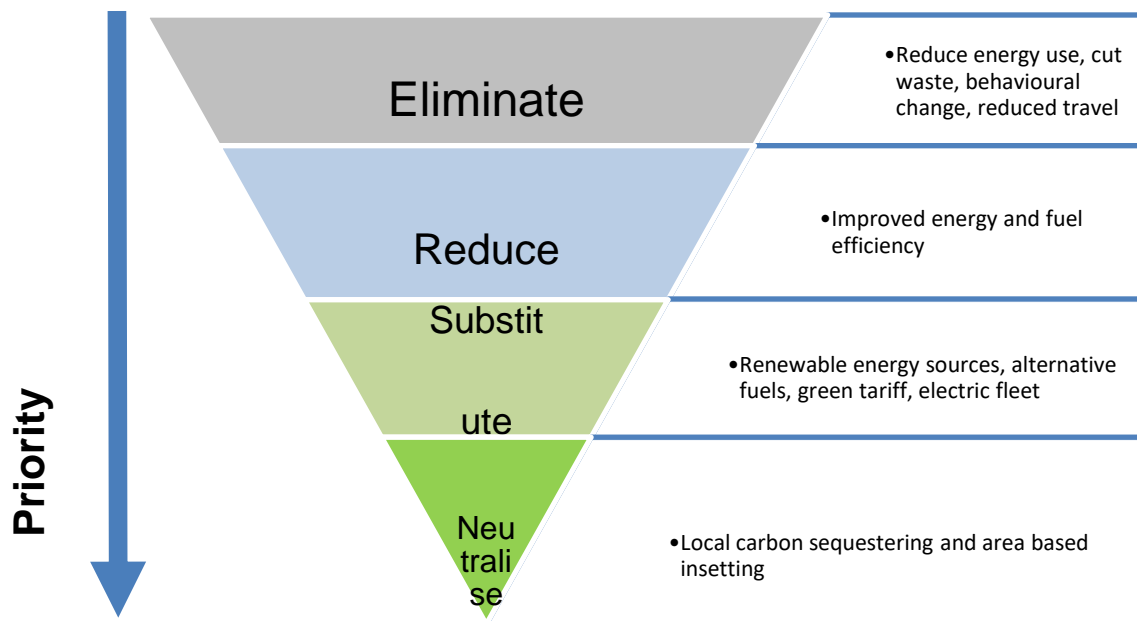 Eliminate
•Reduce energy use, cut
waste, behavioural
change, reduced travel
Reduce
•Improved energy and fuel
efficiency
Substit
ute
•Renewable energy sources, alternative
fuels, green tariff, electric fleet
Neu
trali
se
•Local carbon sequestering and area based
insetting
Priority